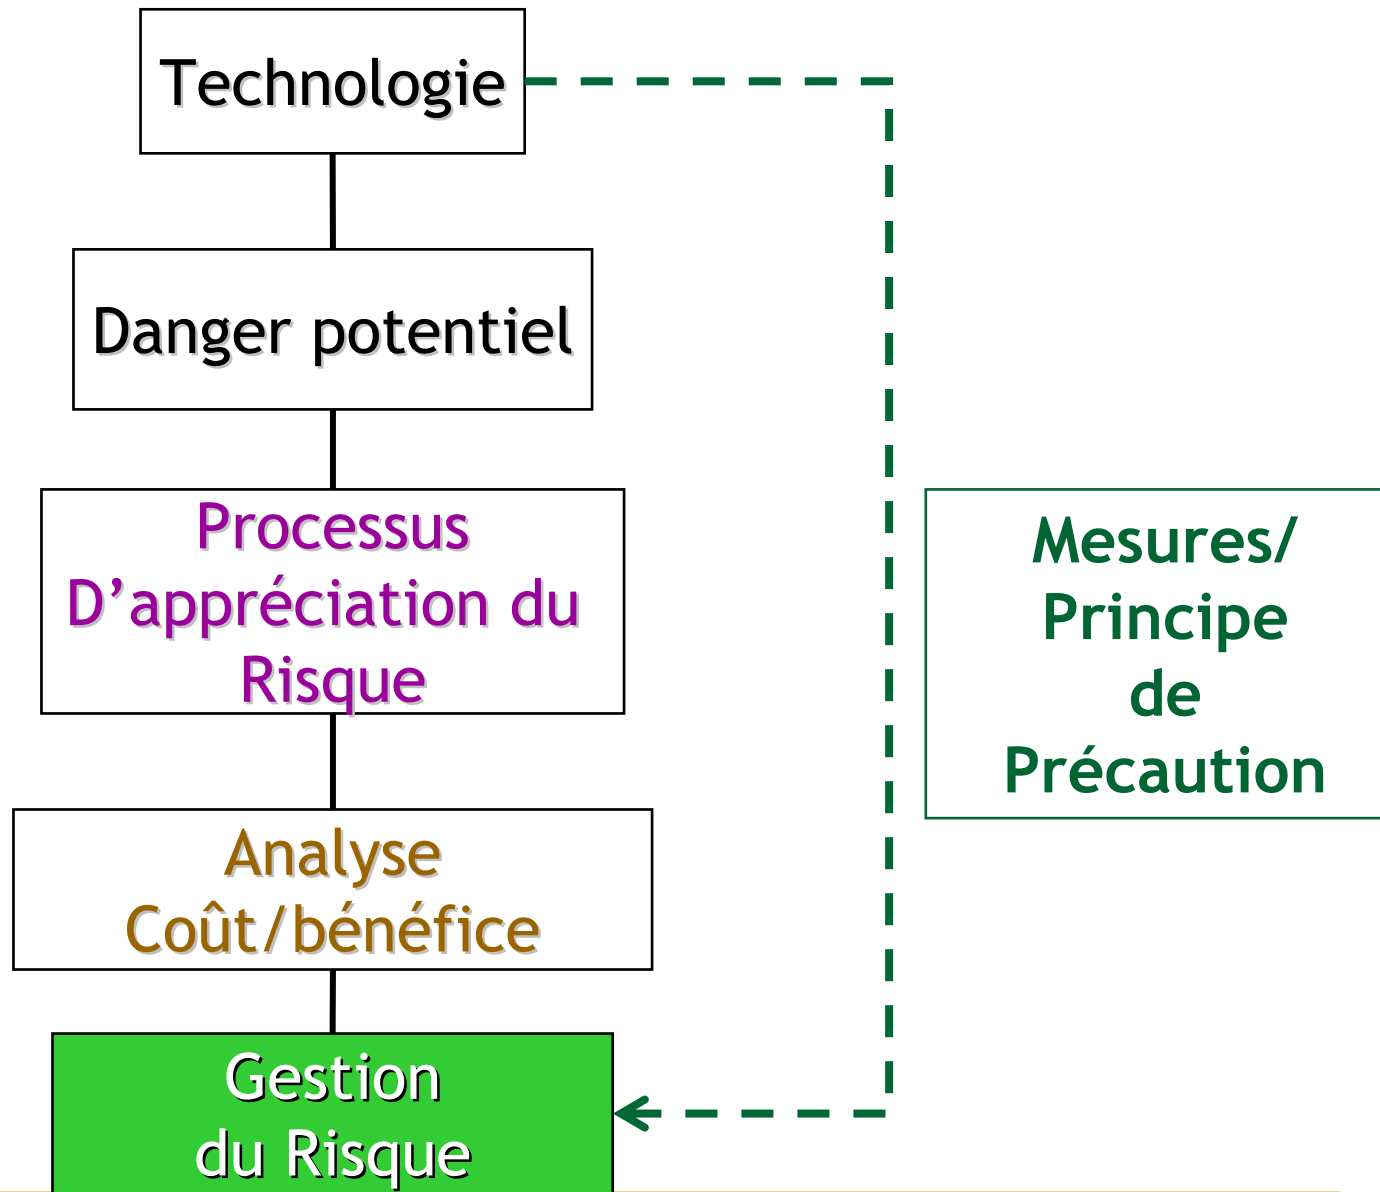 Technologie
Danger potentiel
Processus
D’appréciation du
Risque
Analyse
Coût/bénéfice
Gestion
du Risque
Mesures/
Principe
de
Précaution